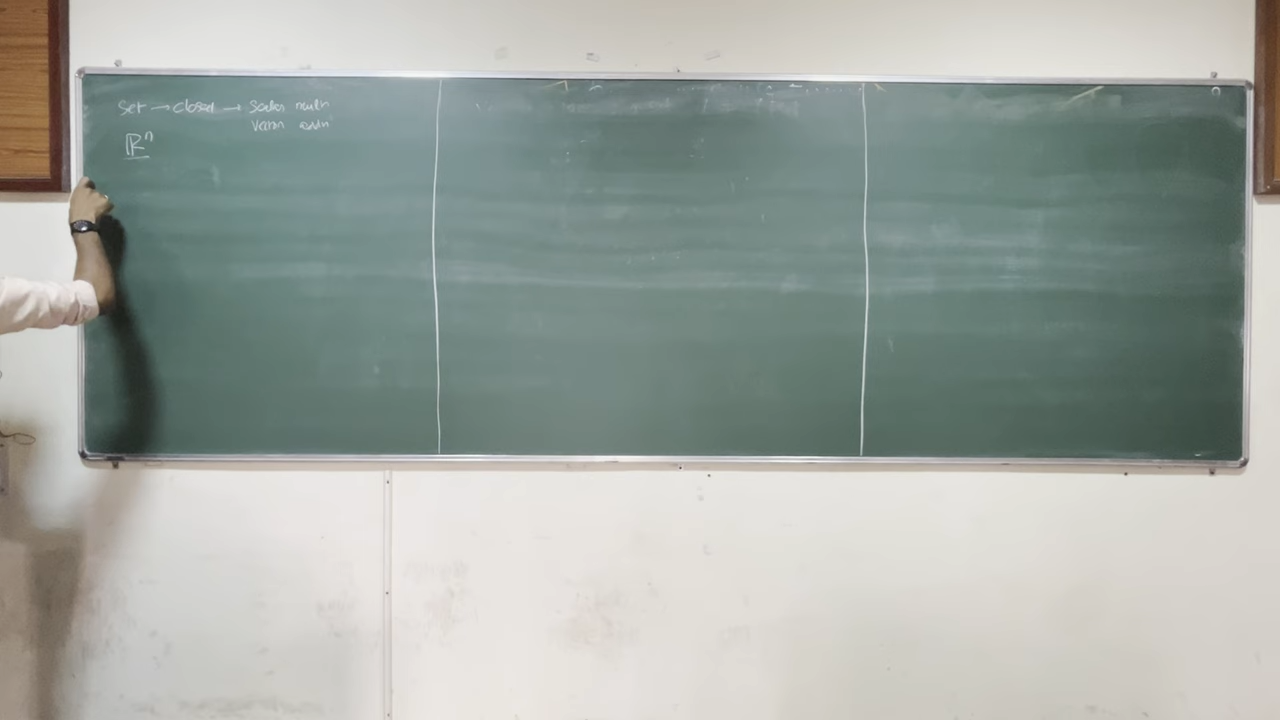 Set → closed → Scalar mult
Vector addn
ℝⁿ